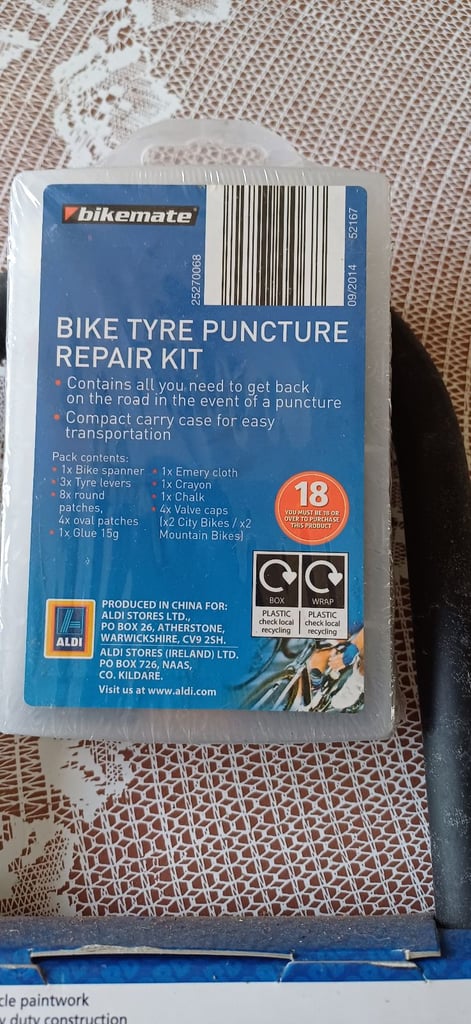 bikemate
25270068
09/2014 52167
BIKE TYRE PUNCTURE
REPAIR KIT
• Contains all you need to get back
on the road in the event of a puncture
• Compact carry case for easy
transportation
Pack contents:
• 1x Bike spanner
• 3x Tyre levers
• 8x round
patches,
4x oval patches
• 1x Glue 15g
• 1x Emery cloth
• 1x Crayon
• 1x Chalk
• 4x Valve caps
(x2 City Bikes / x2
Mountain Bikes)
18
YOU MUST BE 18 OR
OVER TO PURCHASE
THIS PRODUCT
BOX
PLASTIC
check local
recycling
WRAP
PLASTIC
check local
recycling
ALDI
PRODUCED IN CHINA FOR:
ALDI STORES LTD.,
PO BOX 26, ATHERSTONE,
WARWICKSHIRE, CV9 2SH.
ALDI STORES (IRELAND) LTD.
PO BOX 726, NAAS,
CO. KILDARE.
Visit us at www.aldi.com
cle paintwork
y duty construction